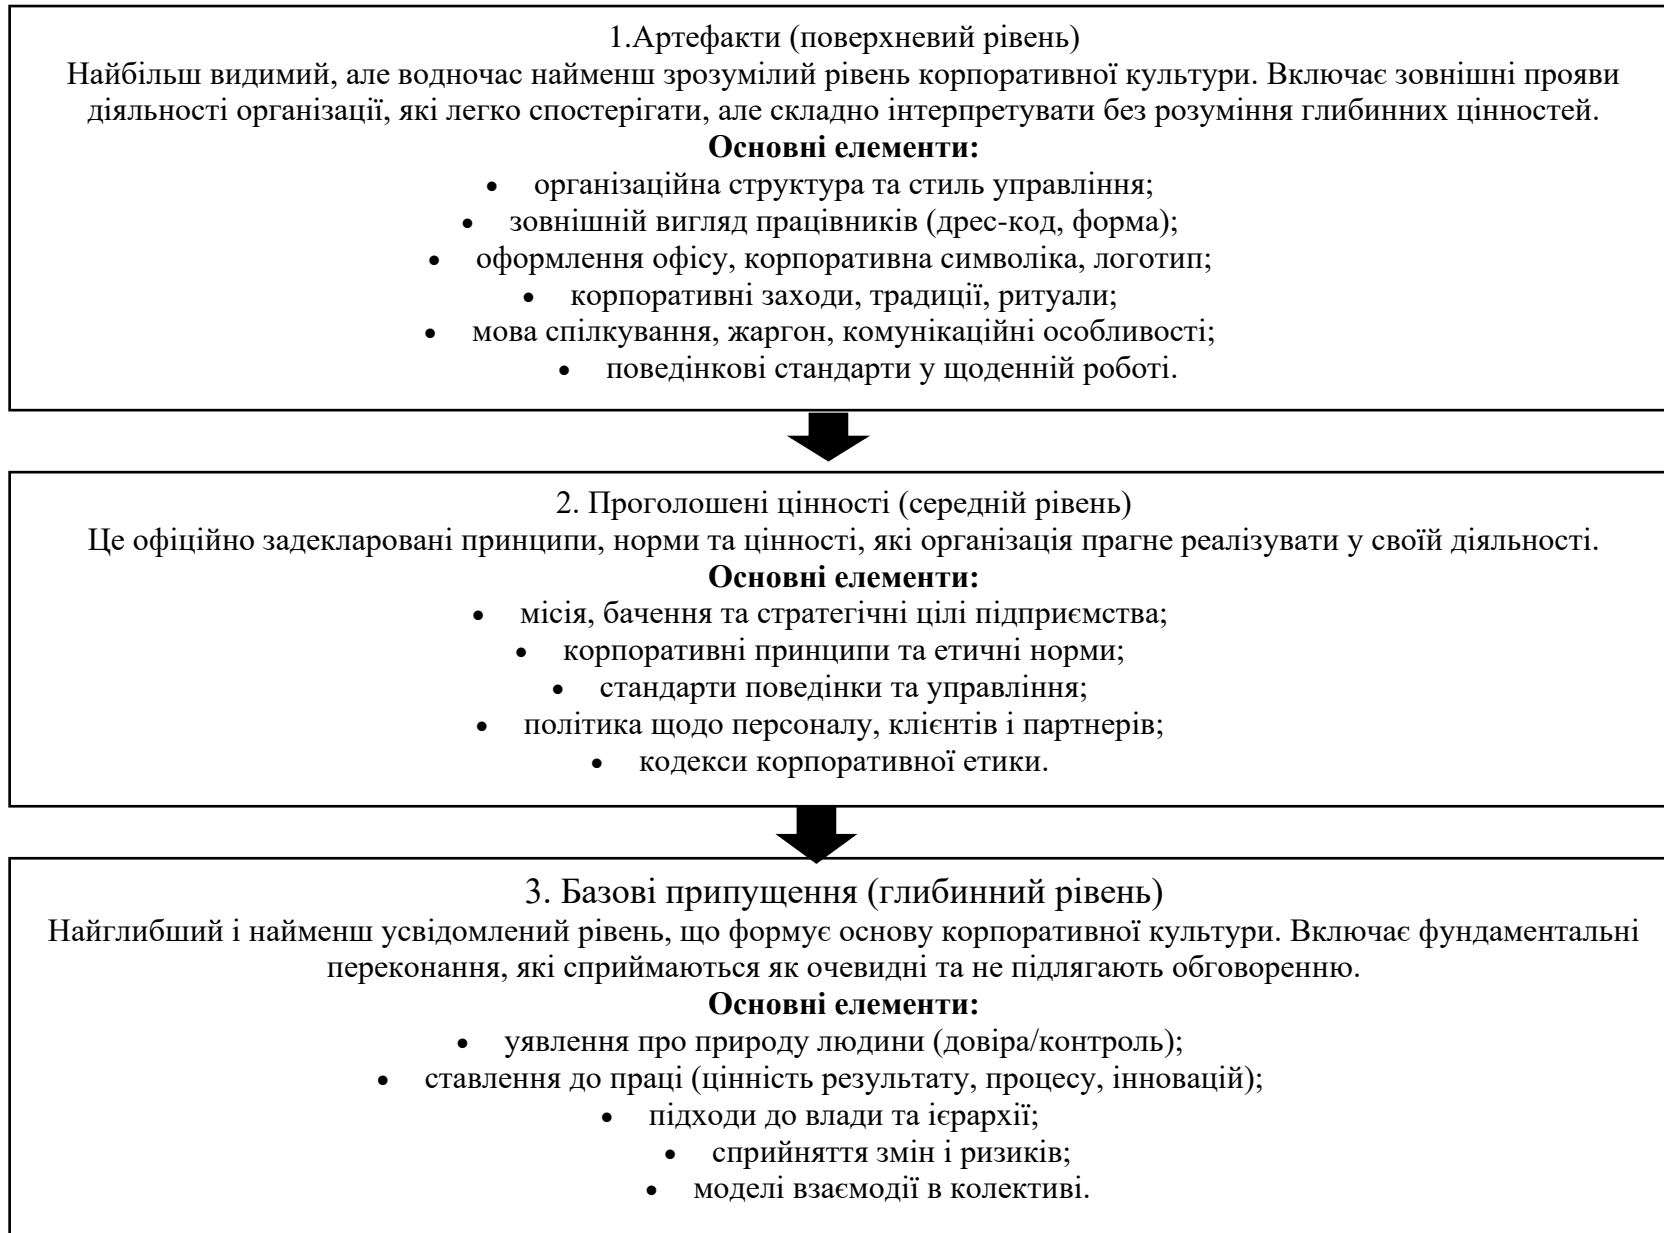 1.Артефакти (поверхневий рівень)
Найбільш видимий, але водночас найменш зрозумілий рівень корпоративної культури. Включає зовнішні прояви
діяльності організації, які легко спостерігати, але складно інтерпретувати без розуміння глибинних цінностей.
Основні елементи:
• організаційна структура та стиль управління;
• зовнішній вигляд працівників (дрес-код, форма);
• оформлення офісу, корпоративна символіка, логотип;
• корпоративні заходи, традиції, ритуали;
• мова спілкування, жаргон, комунікаційні особливості;
• поведінкові стандарти у щоденній роботі.
2. Проголошені цінності (середній рівень)
Це офіційно задекларовані принципи, норми та цінності, які організація прагне реалізувати у своїй діяльності.
Основні елементи:
• місія, бачення та стратегічні цілі підприємства;
• корпоративні принципи та етичні норми;
• стандарти поведінки та управління;
• політика щодо персоналу, клієнтів і партнерів;
• кодекси корпоративної етики.
3. Базові припущення (глибинний рівень)
Найглибший і найменш усвідомлений рівень, що формує основу корпоративної культури. Включає фундаментальні
переконання, які сприймаються як очевидні та не підлягають обговоренню.
Основні елементи:
• уявлення про природу людини (довіра/контроль);
• ставлення до праці (цінність результату, процесу, інновацій);
• підходи до влади та ієрархії;
• сприйняття змін і ризиків;
• моделі взаємодії в колективі.